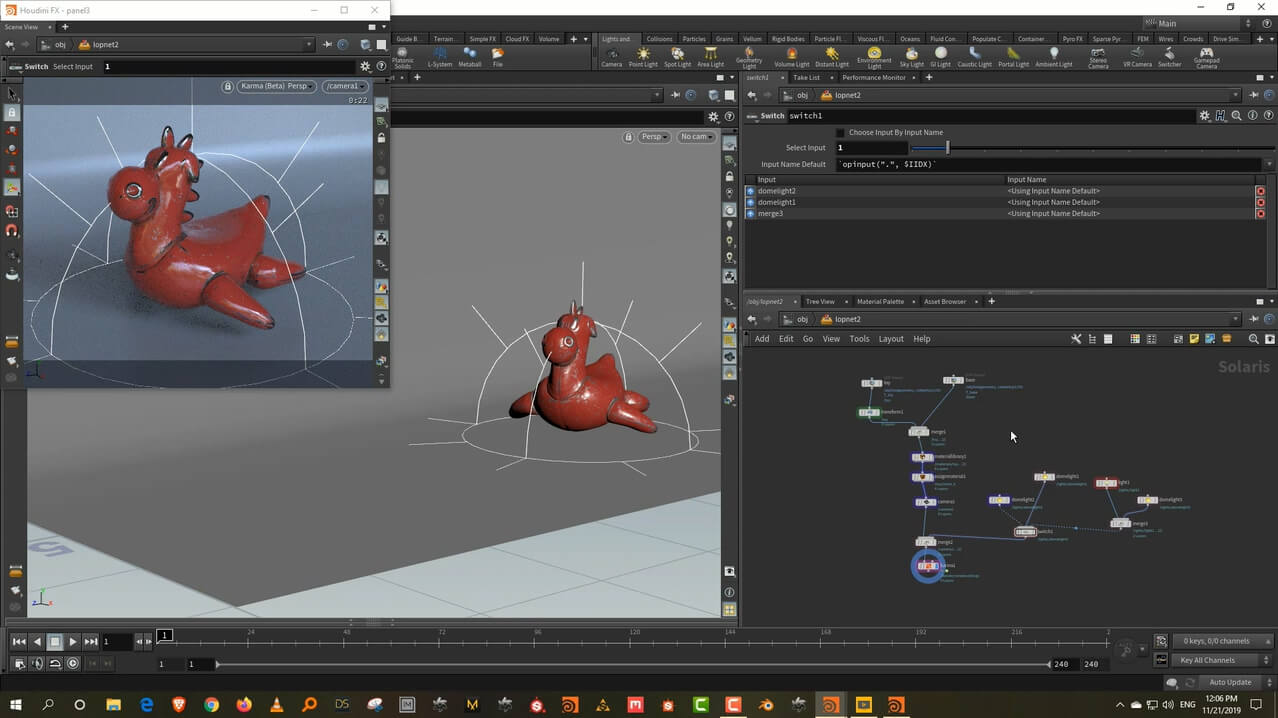 Houdini FX - panel3
Scene View
obj
lopnet2
Switch Select Input 1
Karma (Beta) Persp
/camera1
0:22
Main
Guide B...
Terrain...
Simple FX
Cloud FX
Volume
Lights and...
Collisions
Particles
Grains
Vellum
Rigid Bodies
Particle Fl...
Viscous Fl...
Oceans
Fluid Con...
Populate C...
Container...
Pyro FX
Sparse Pyr...
FEM
Wires
Crowds
Drive Sim...
Platonic Solids
L-System
Metaball
File
Camera
Point Light
Spot Light
Area Light
Geometry Light
Volume Light
Distant Light
Environment Light
Sky Light
GI Light
Caustic Light
Portal Light
Ambient Light
Stereo Camera
VR Camera
Switcher
Gamepad Camera
switch1
Take List
Performance Monitor
obj
lopnet2
Switch switch1
Choose Input By Input Name
Select Input 1
Input Name Default `opinput(".", $IIDX)`
Input Input Name
domelight2 <Using Input Name Default>
domelight1 <Using Input Name Default>
merge3 <Using Input Name Default>
Persp
No cam
/obj/lopnet2
Tree View
Material Palette
Asset Browser
obj
lopnet2
Add Edit Go View Tools Layout Help
Solaris
key
base
transform1
merge1
materiallibrary1
assignmaterial1
camera1
domelight1
light1
domelight2
domelight3
merge3
switch1
merge2
karma1
1
1
24
48
72
96
120
144
168
192
216
2
1
1
240
240
0 keys, 0/0 channels
Key All Channels
Auto Update
ENG
12:06 PM
11/21/2019